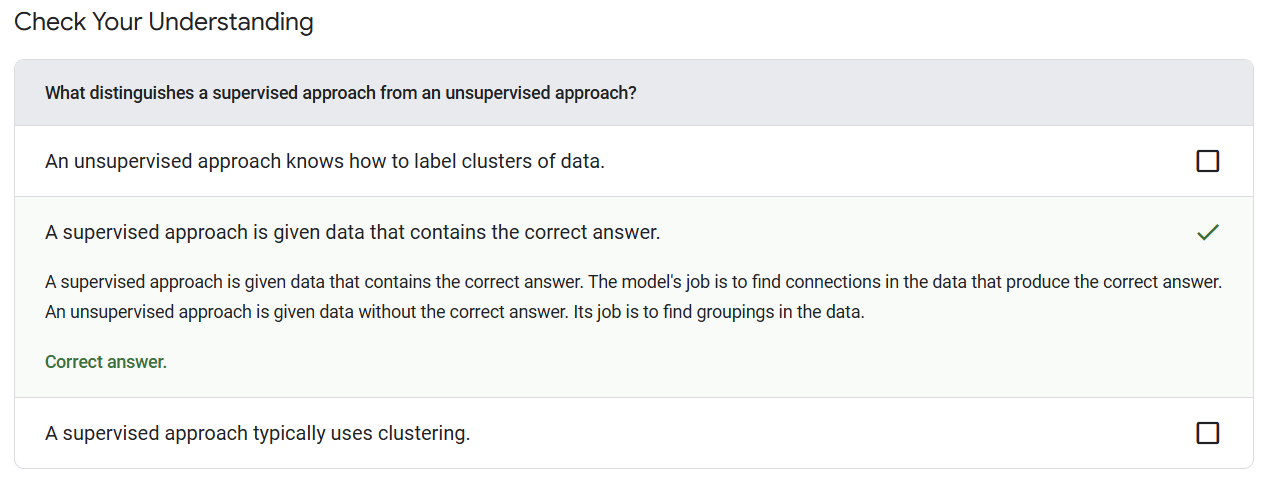 Check Your Understanding
What distinguishes a supervised approach from an unsupervised approach?
An unsupervised approach knows how to label clusters of data.
A supervised approach is given data that contains the correct answer.
A supervised approach is given data that contains the correct answer. The model's job is to find connections in the data that produce the correct answer.
An unsupervised approach is given data without the correct answer. Its job is to find groupings in the data.
Correct answer.
A supervised approach typically uses clustering.